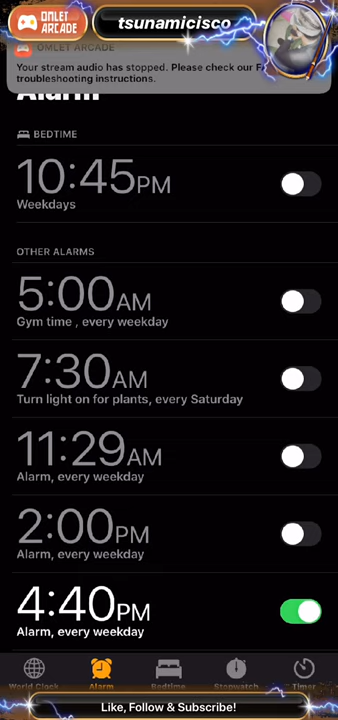 OMLET
ARCADE
tsunamicisco
OMLET ARCADE
Your stream audio has stopped. Please check our
troubleshooting instructions.
Alarm
BEDTIME
10:45PM
Weekdays
OTHER ALARMS
5:00AM
Gym time , every weekday
7:30AM
Turn light on for plants, every Saturday
11:29AM
Alarm, every weekday
2:00PM
Alarm, every weekday
4:40PM
Alarm, every weekday
World Clock
Alarm
Bedtime
Stopwatch
Timer
Like, Follow & Subscribe!